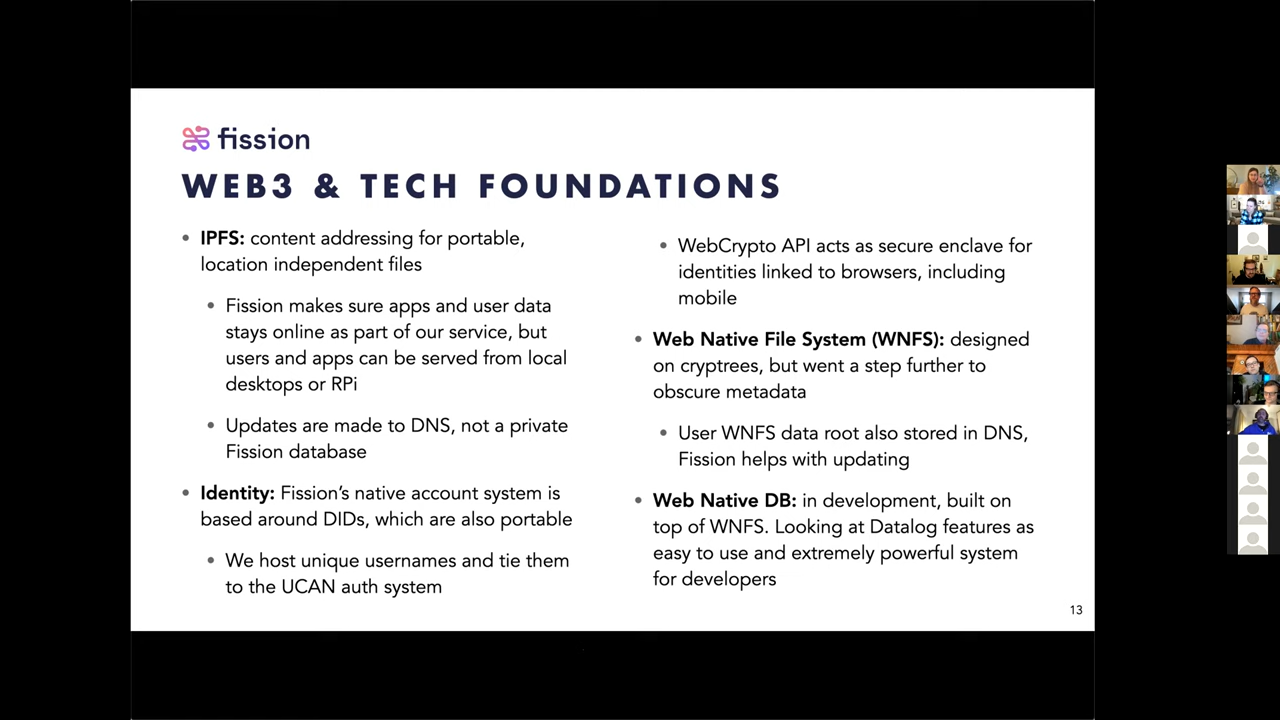 fission
WEB3 & TECH FOUNDATIONS
• IPFS: content addressing for portable,
location independent files
• Fission makes sure apps and user data
stays online as part of our service, but
users and apps can be served from local
desktops or RPi
• Updates are made to DNS, not a private
Fission database
• Identity: Fission’s native account system is
based around DIDs, which are also portable
• We host unique usernames and tie them
to the UCAN auth system
• WebCrypto API acts as secure enclave for
identities linked to browsers, including
mobile
• Web Native File System (WNFS): designed
on cryptrees, but went a step further to
obscure metadata
• User WNFS data root also stored in DNS,
Fission helps with updating
• Web Native DB: in development, built on
top of WNFS. Looking at Datalog features as
easy to use and extremely powerful system
for developers
13